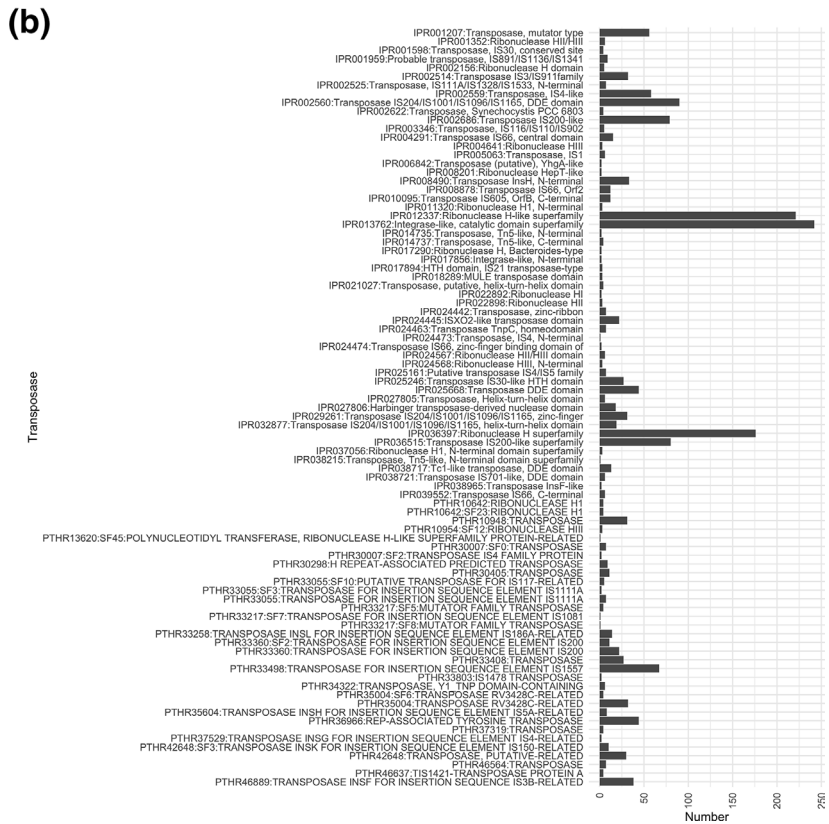 (b)
IPR001207:Transposase, mutator type
IPR001352:Ribonuclease HII/HIII
IPR001598:Transposase, IS30, conserved site
IPR001959:Probable transposase, IS891/IS1136/IS1341
IPR002156:Ribonuclease H domain
IPR002514:Transposase IS3/IS911family
IPR002525:Transposase, IS111A/IS1328/IS1533, N-terminal
IPR002559:Transposase, IS4-like
IPR002560:Transposase IS204/IS1001/IS1096/IS1165, DDE domain
IPR002622:Transposase, Synechocystis PCC 6803
IPR002686:Transposase IS200-like
IPR003346:Transposase, IS116/IS110/IS902
IPR004291:Transposase IS66, central domain
IPR004641:Ribonuclease HIII
IPR005063:Transposase, IS1
IPR006842:Transposase (putative), YhgA-like
IPR008201:Ribonuclease HepT-like
IPR008490:Transposase InsH, N-terminal
IPR008878:Transposase IS66, Orf2
IPR010095:Transposase IS605, OrfB, C-terminal
IPR011320:Ribonuclease H1, N-terminal
IPR012337:Ribonuclease H-like superfamily
IPR013762:Integrase-like, catalytic domain superfamily
IPR014735:Transposase, Tn5-like, N-terminal
IPR014737:Transposase, Tn5-like, C-terminal
IPR017290:Ribonuclease H, Bacteroides-type
IPR017856:Integrase-like, N-terminal
IPR017894:HTH domain, IS21 transposase-type
IPR018289:MULE transposase domain
IPR021027:Transposase, putative, helix-turn-helix domain
IPR022892:Ribonuclease HI
IPR022898:Ribonuclease HII
IPR024442:Transposase, zinc-ribbon
IPR024445:ISXO2-like transposase domain
IPR024463:Transposase TnpC, homeodomain
IPR024473:Transposase, IS4, N-terminal
IPR024474:Transposase IS66, zinc-finger binding domain of
IPR024567:Ribonuclease HII/HIII domain
IPR024568:Ribonuclease HIII, N-terminal
IPR025161:Putative transposase IS4/IS5 family
IPR025246:Transposase IS30-like HTH domain
IPR025668:Transposase DDE domain
IPR027805:Transposase, Helix-turn-helix domain
IPR027806:Harbinger transposase-derived nuclease domain
IPR029261:Transposase IS204/IS1001/IS1096/IS1165, zinc-finger
IPR032877:Transposase IS204/IS1001/IS1096/IS1165, helix-turn-helix domain
IPR036397:Ribonuclease H superfamily
IPR036515:Transposase IS200-like superfamily
IPR037056:Ribonuclease H1, N-terminal domain superfamily
IPR038215:Transposase, Tn5-like, N-terminal domain superfamily
IPR038717:Tc1-like transposase, DDE domain
IPR038721:Transposase IS701-like, DDE domain
IPR038965:Transposase InsF-like
IPR039552:Transposase IS66, C-terminal
PTHR10642:RIBONUCLEASE H1
PTHR10642:SF23:RIBONUCLEASE H1
PTHR10948:TRANSPOSASE
PTHR10954:SF12:RIBONUCLEASE HIII
PTHR13620:SF45:POLYNUCLEOTIDYL TRANSFERASE, RIBONUCLEASE H-LIKE SUPERFAMILY PROTEIN-RELATED
PTHR30007:SF0:TRANSPOSASE
PTHR30007:SF2:TRANSPOSASE IS4 FAMILY PROTEIN
PTHR30298:H REPEAT-ASSOCIATED PREDICTED TRANSPOSASE
PTHR30405:TRANSPOSASE
PTHR33055:SF10:PUTATIVE TRANSPOSASE FOR IS117-RELATED
PTHR33055:SF3:TRANSPOSASE FOR INSERTION SEQUENCE ELEMENT IS1111A
PTHR33055:TRANSPOSASE FOR INSERTION SEQUENCE ELEMENT IS1111A
PTHR33217:SF5:MUTATOR FAMILY TRANSPOSASE
PTHR33217:SF7:TRANSPOSASE FOR INSERTION SEQUENCE ELEMENT IS1081
PTHR33217:SF8:MUTATOR FAMILY TRANSPOSASE
PTHR33258:TRANSPOSASE INSL FOR INSERTION SEQUENCE ELEMENT IS186A-RELATED
PTHR33360:SF2:TRANSPOSASE FOR INSERTION SEQUENCE ELEMENT IS200
PTHR33360:TRANSPOSASE FOR INSERTION SEQUENCE ELEMENT IS200
PTHR33408:TRANSPOSASE
PTHR33498:TRANSPOSASE FOR INSERTION SEQUENCE ELEMENT IS1557
PTHR33803:IS1478 TRANSPOSASE
PTHR34322:TRANSPOSASE, Y1_TNP DOMAIN-CONTAINING
PTHR35004:SF6:TRANSPOSASE RV3428C-RELATED
PTHR35004:TRANSPOSASE RV3428C-RELATED
PTHR35604:TRANSPOSASE INSH FOR INSERTION SEQUENCE ELEMENT IS5A-RELATED
PTHR36966:REP-ASSOCIATED TYROSINE TRANSPOSASE
PTHR37319:TRANSPOSASE
PTHR37529:TRANSPOSASE INSG FOR INSERTION SEQUENCE ELEMENT IS4-RELATED
PTHR42648:SF3:TRANSPOSASE INSK FOR INSERTION SEQUENCE ELEMENT IS150-RELATED
PTHR42648:TRANSPOSASE, PUTATIVE-RELATED
PTHR46564:TRANSPOSASE
PTHR46637:TIS1421-TRANSPOSASE PROTEIN A
PTHR46889:TRANSPOSASE INSF FOR INSERTION SEQUENCE IS3B-RELATED
Transposase
0
50
100
150
200
250
Number